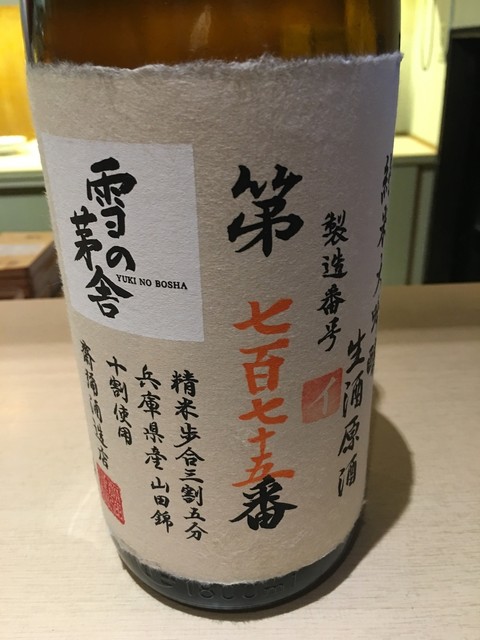 純米大吟醸
生酒原酒
製造番号
イ
第七百七十五番
雪の茅舎
YUKI NO BOSHA
精米歩合三割五分
兵庫県産山田錦
十割使用
齋彌酒造店